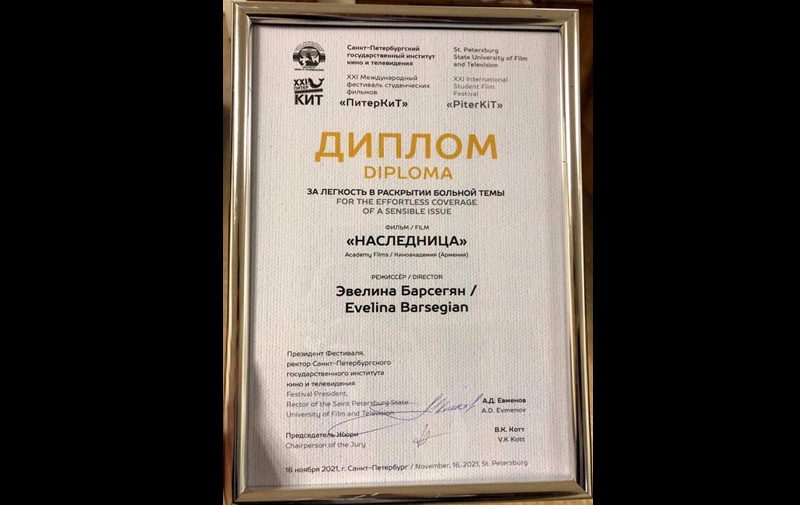 Санкт-Петербургский
государственный институт
кино и телевидения
St. Petersburg
State University of Film
and Television
XXI
ПИТЕР
КИТ
XXI Международный
фестиваль студенческих
фильмов
«ПитерКиТ»
XXI International
Student Film
Festival
«PiterKiT»
ДИПЛОМ
DIPLOMA
ЗА ЛЕГКОСТЬ В РАСКРЫТИИ БОЛЬНОЙ ТЕМЫ
FOR THE EFFORTLESS COVERAGE
OF A SENSIBLE ISSUE
ФИЛЬМ / FILM
«НАСЛЕДНИЦА»
Academy Films / Киноакадемия (Армения)
РЕЖИССЁР / DIRECTOR
Эвелина Барсегян /
Evelina Barsegian
Президент Фестиваля,
ректор Санкт-Петербургского
государственного института
кино и телевидения
Festival President,
Rector of the Saint Petersburg State
University of Film and Television
А.Д. Евменов
A.D. Evmenov
Председатель Жюри
Chairperson of the Jury
В.К. Котт
V.K Kott
16 ноября 2021, г. Санкт-Петербург / November, 16, 2021, St. Petersburg